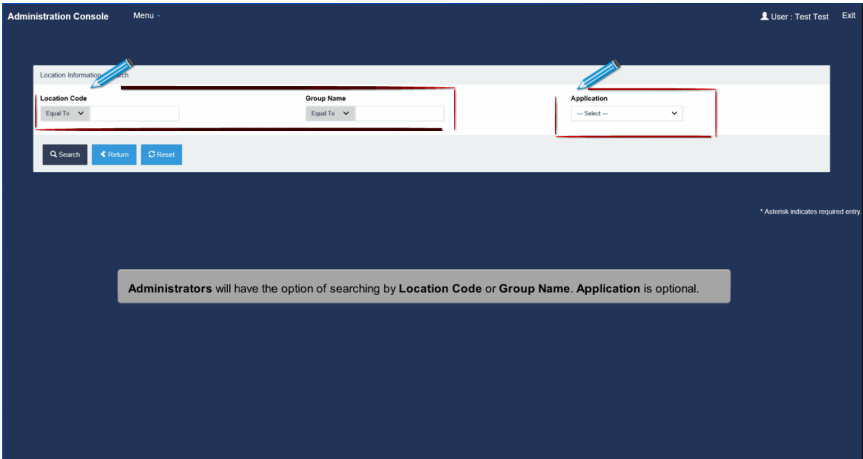 Administration Console Menu User : Test Test Exit
Location Information Search
Location Code Group Name Application
Equal To Equal To --- Select ---
Search Return Reset
* Asterisk indicates required entry.
Administrators will have the option of searching by Location Code or Group Name. Application is optional.